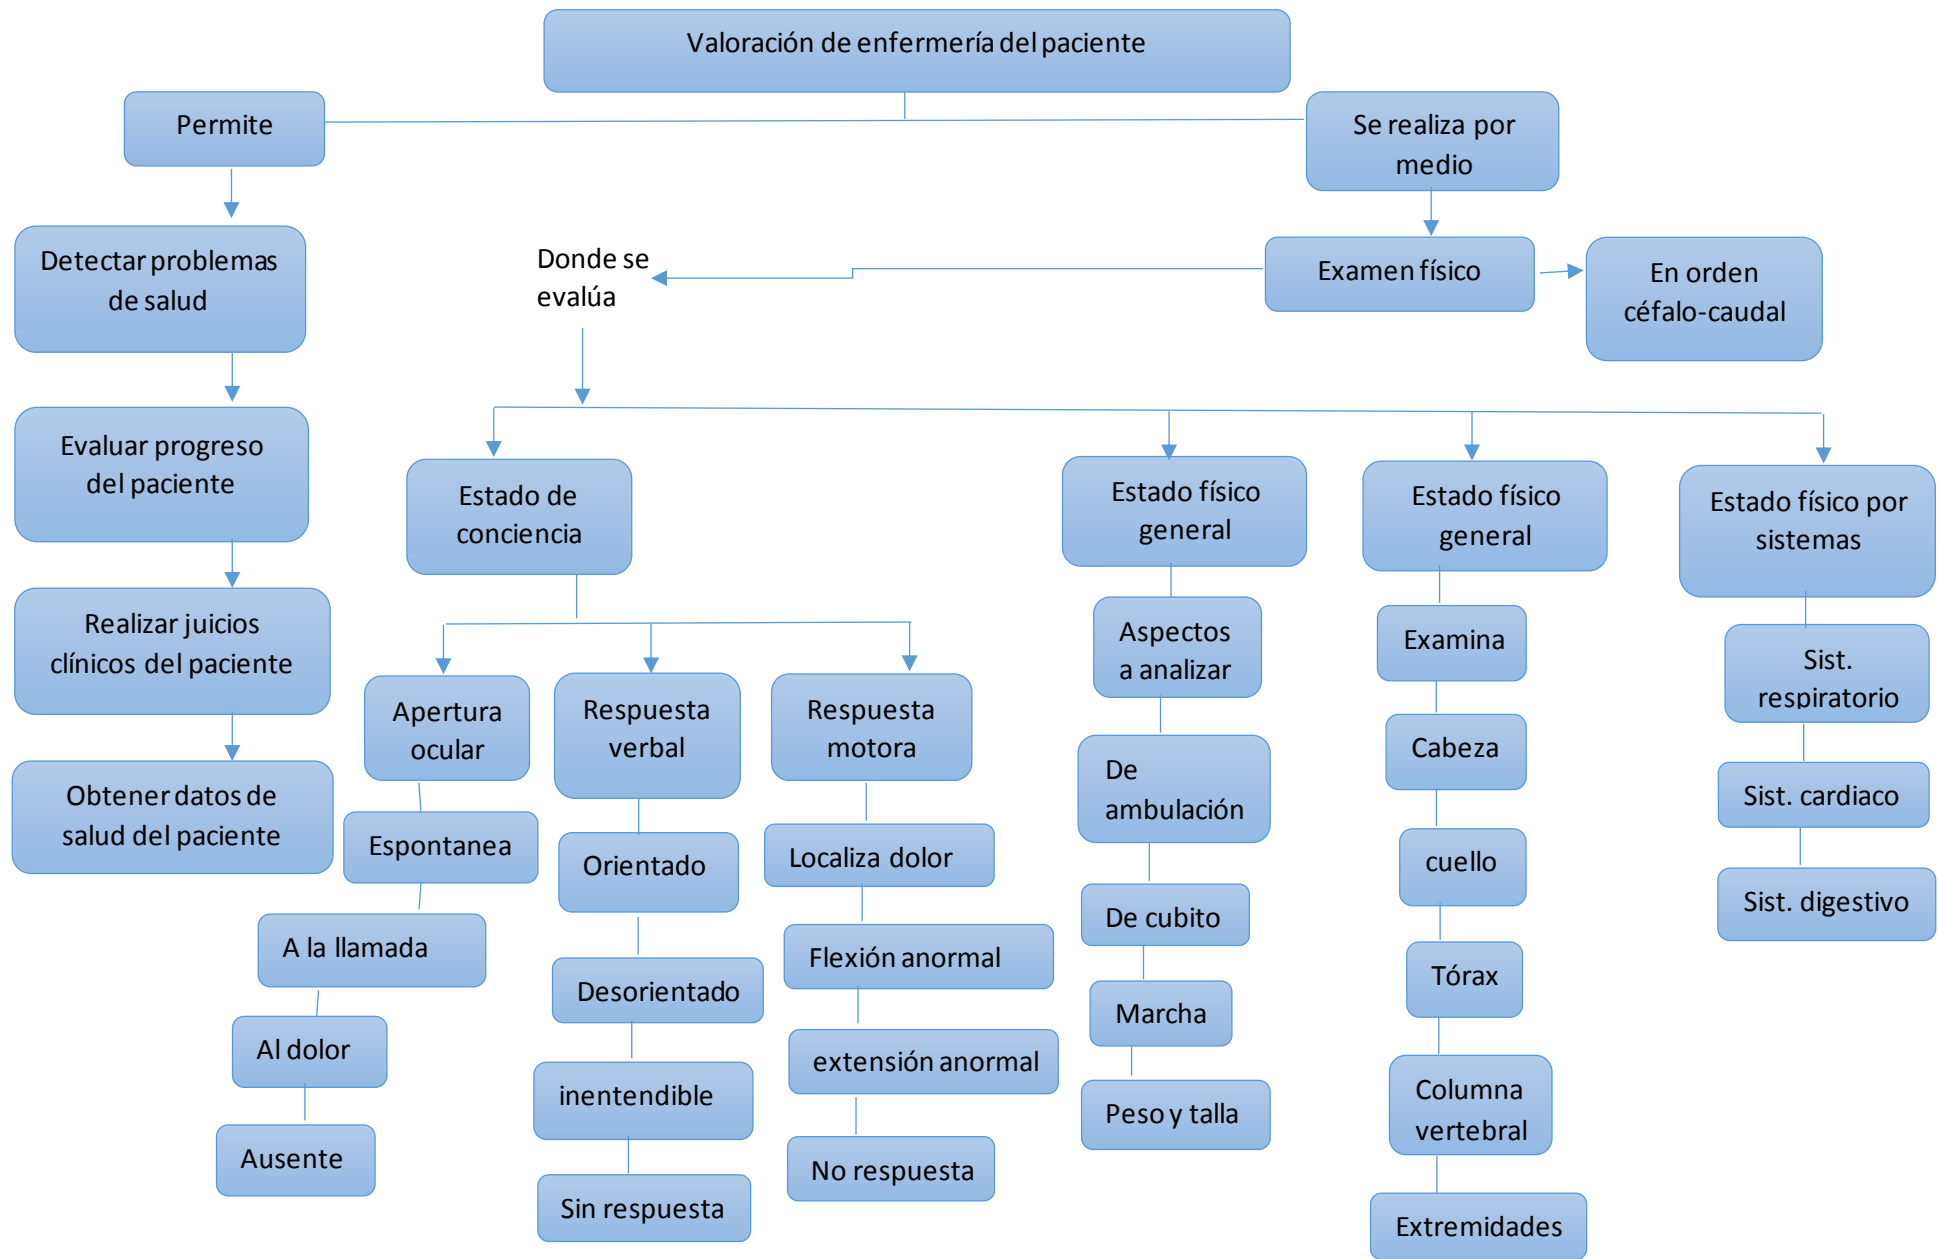 Valoración de enfermería del paciente
Permite
Se realiza por
medio
Detectar problemas
de salud
Evaluar progreso
del paciente
Realizar juicios
clínicos del paciente
Obtener datos de
salud del paciente
Donde se
evalúa
Examen físico
En orden
céfalo-caudal
Estado de
conciencia
Apertura
ocular
Espontanea
A la llamada
Al dolor
Ausente
Respuesta
verbal
Orientado
Desorientado
inentendible
Sin respuesta
Respuesta
motora
Localiza dolor
Flexión anormal
extensión anormal
No respuesta
Estado físico
general
Aspectos
a analizar
De
ambulación
De cubito
Marcha
Peso y talla
Estado físico
general
Examina
Cabeza
cuello
Tórax
Columna
vertebral
Extremidades
Estado físico por
sistemas
Sist.
respiratorio
Sist. cardiaco
Sist. digestivo